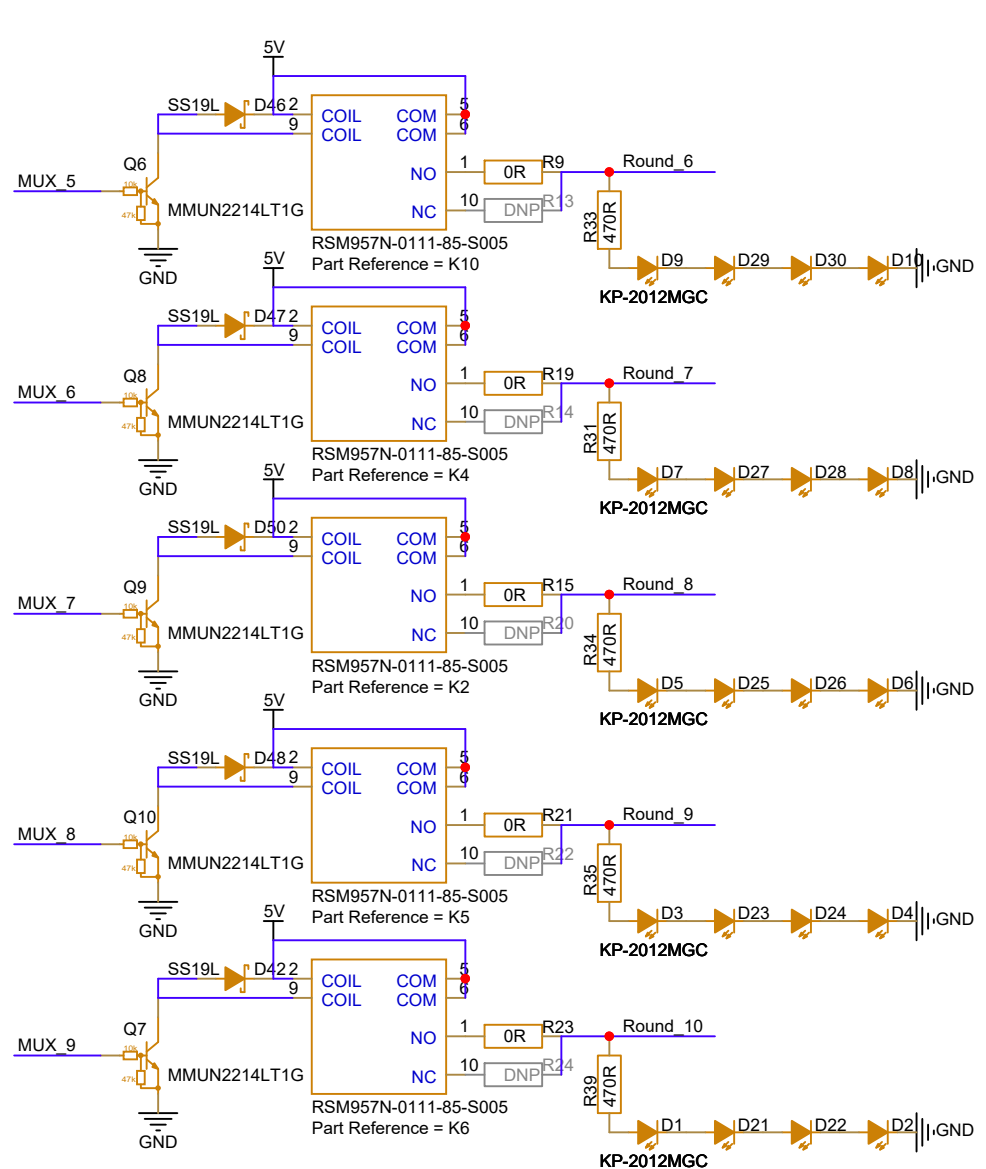 5V
SS19L D46 2 COIL COM 5
9 COIL COM 6
Q6
MUX_5 10k
47k MMUN2214LT1G
NO 1 0R R9 Round_6
NC 10 DNP R13
R33 470R
GND
RSM957N-0111-85-S005
Part Reference = K10
D9 D29 D30 D10 GND
KP-2012MGC
5V
SS19L D47 2 COIL COM 5
9 COIL COM 6
Q8
MUX_6 10k
47k MMUN2214LT1G
NO 1 0R R19 Round_7
NC 10 DNP R14
R31 470R
GND
RSM957N-0111-85-S005
Part Reference = K4
D7 D27 D28 D8 GND
KP-2012MGC
5V
SS19L D50 2 COIL COM 5
9 COIL COM 6
Q9
MUX_7 10k
47k MMUN2214LT1G
NO 1 0R R15 Round_8
NC 10 DNP R20
R34 470R
GND
RSM957N-0111-85-S005
Part Reference = K2
D5 D25 D26 D6 GND
KP-2012MGC
5V
SS19L D48 2 COIL COM 5
9 COIL COM 6
Q10
MUX_8 10k
47k MMUN2214LT1G
NO 1 0R R21 Round_9
NC 10 DNP R22
R35 470R
GND
RSM957N-0111-85-S005
Part Reference = K5
D3 D23 D24 D4 GND
KP-2012MGC
5V
SS19L D42 2 COIL COM 5
9 COIL COM 6
Q7
MUX_9 10k
47k MMUN2214LT1G
NO 1 0R R23 Round_10
NC 10 DNP R24
R39 470R
GND
RSM957N-0111-85-S005
Part Reference = K6
D1 D21 D22 D2 GND
KP-2012MGC